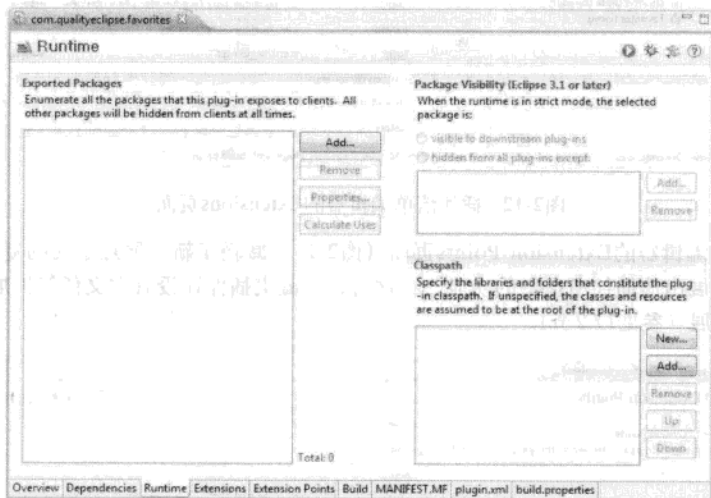 com.qualityeclipse.favorites
Runtime
Exported Packages
Enumerate all the packages that this plug-in exposes to clients. All
other packages will be hidden from clients at all times.
Add...
Remove
Properties...
Calculate Uses
Total: 0
Package Visibility (Eclipse 3.1 or later)
When the runtime is in strict mode, the selected
package is:
visible to downstream plug-ins
hidden from all plug-ins except:
Add...
Remove
Classpath
Specify the libraries and folders that constitute the plug
-in classpath. If unspecified, the classes and resources
are assumed to be at the root of the plug-in.
New...
Add...
Remove
Up
Down
Overview Dependencies Runtime Extensions Extension Points Build MANIFEST.MF plugin.xml build.properties